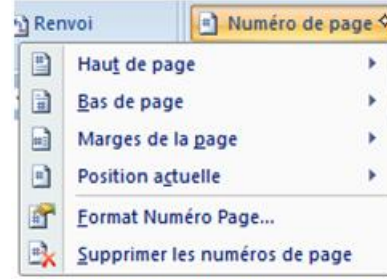 Renvoi
Numéro de page
Haut de page
Bas de page
Marges de la page
Position actuelle
Format Numéro Page...
Supprimer les numéros de page